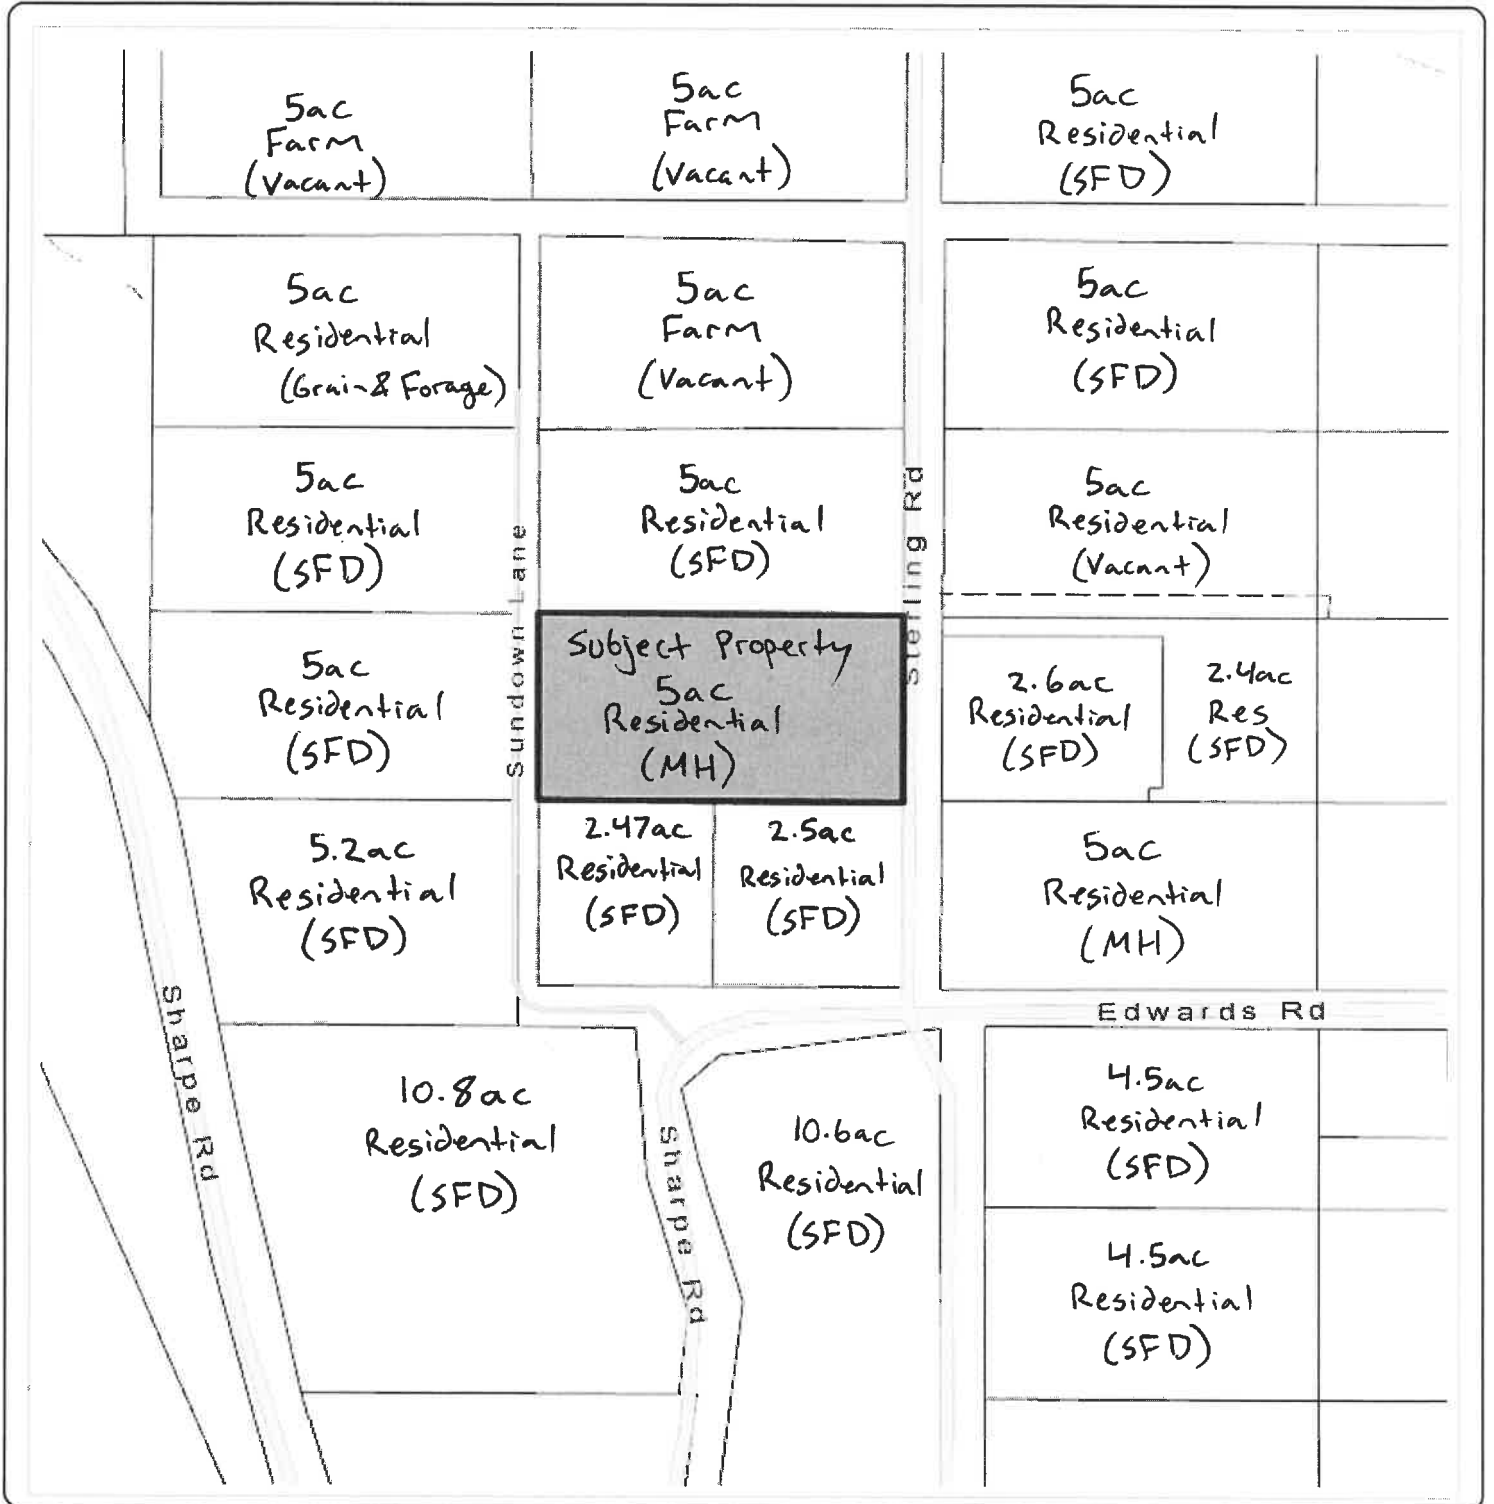 5ac
Farm
(Vacant)
5ac
Farm
(Vacant)
5ac
Residential
(SFD)
5ac
Residential
(Grain & Forage)
5ac
Farm
(Vacant)
5ac
Residential
(SFD)
5ac
Residential
(SFD)
5ac
Residential
(SFD)
5ac
Residential
(Vacant)
Sundown Lane
Sterling Rd
5ac
Residential
(SFD)
Subject Property
5ac
Residential
(MH)
2.6ac
Residential
(SFD)
2.4ac
Res
(SFD)
5.2ac
Residential
(SFD)
2.47ac
Residential
(SFD)
2.5ac
Residential
(SFD)
5ac
Residential
(MH)
Edwards Rd
Sharpe Rd
10.8ac
Residential
(SFD)
Sharpe Rd
10.6ac
Residential
(SFD)
4.5ac
Residential
(SFD)
4.5ac
Residential
(SFD)